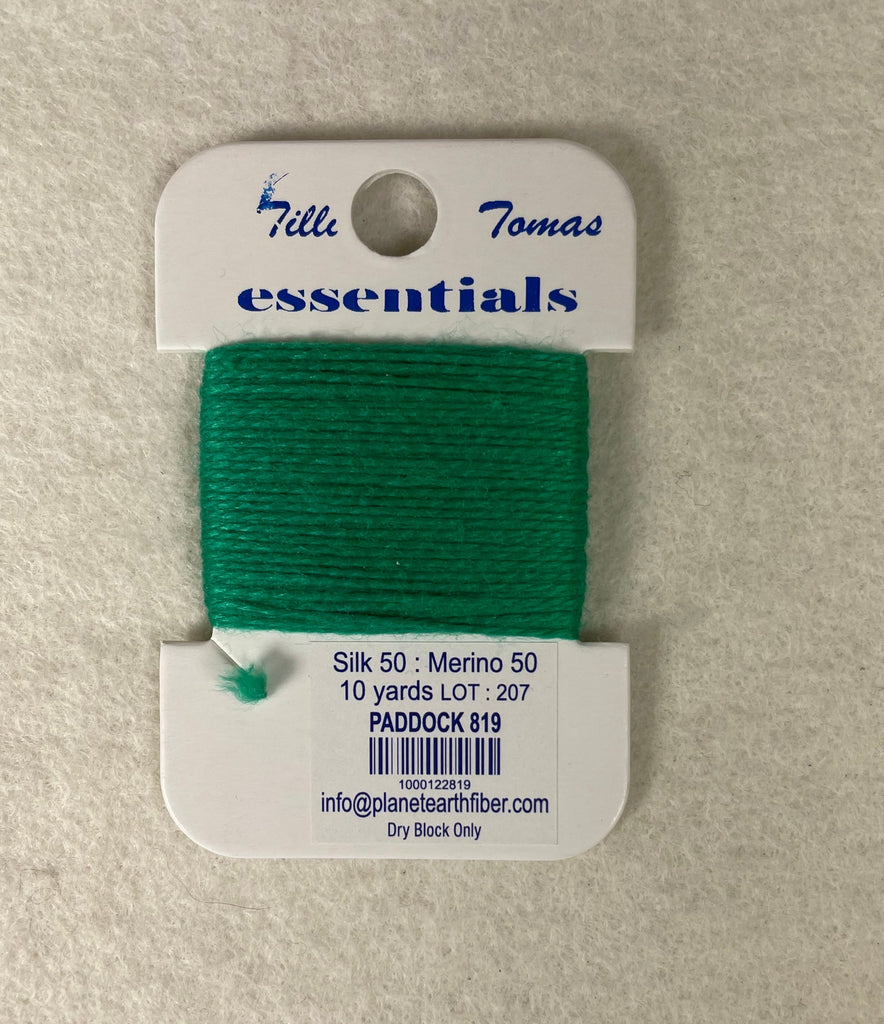 Tilli Tomas
essentials
Silk 50 : Merino 50
10 yards LOT : 207
PADDOCK 819
1000122819
info@planetearthfiber.com
Dry Block Only